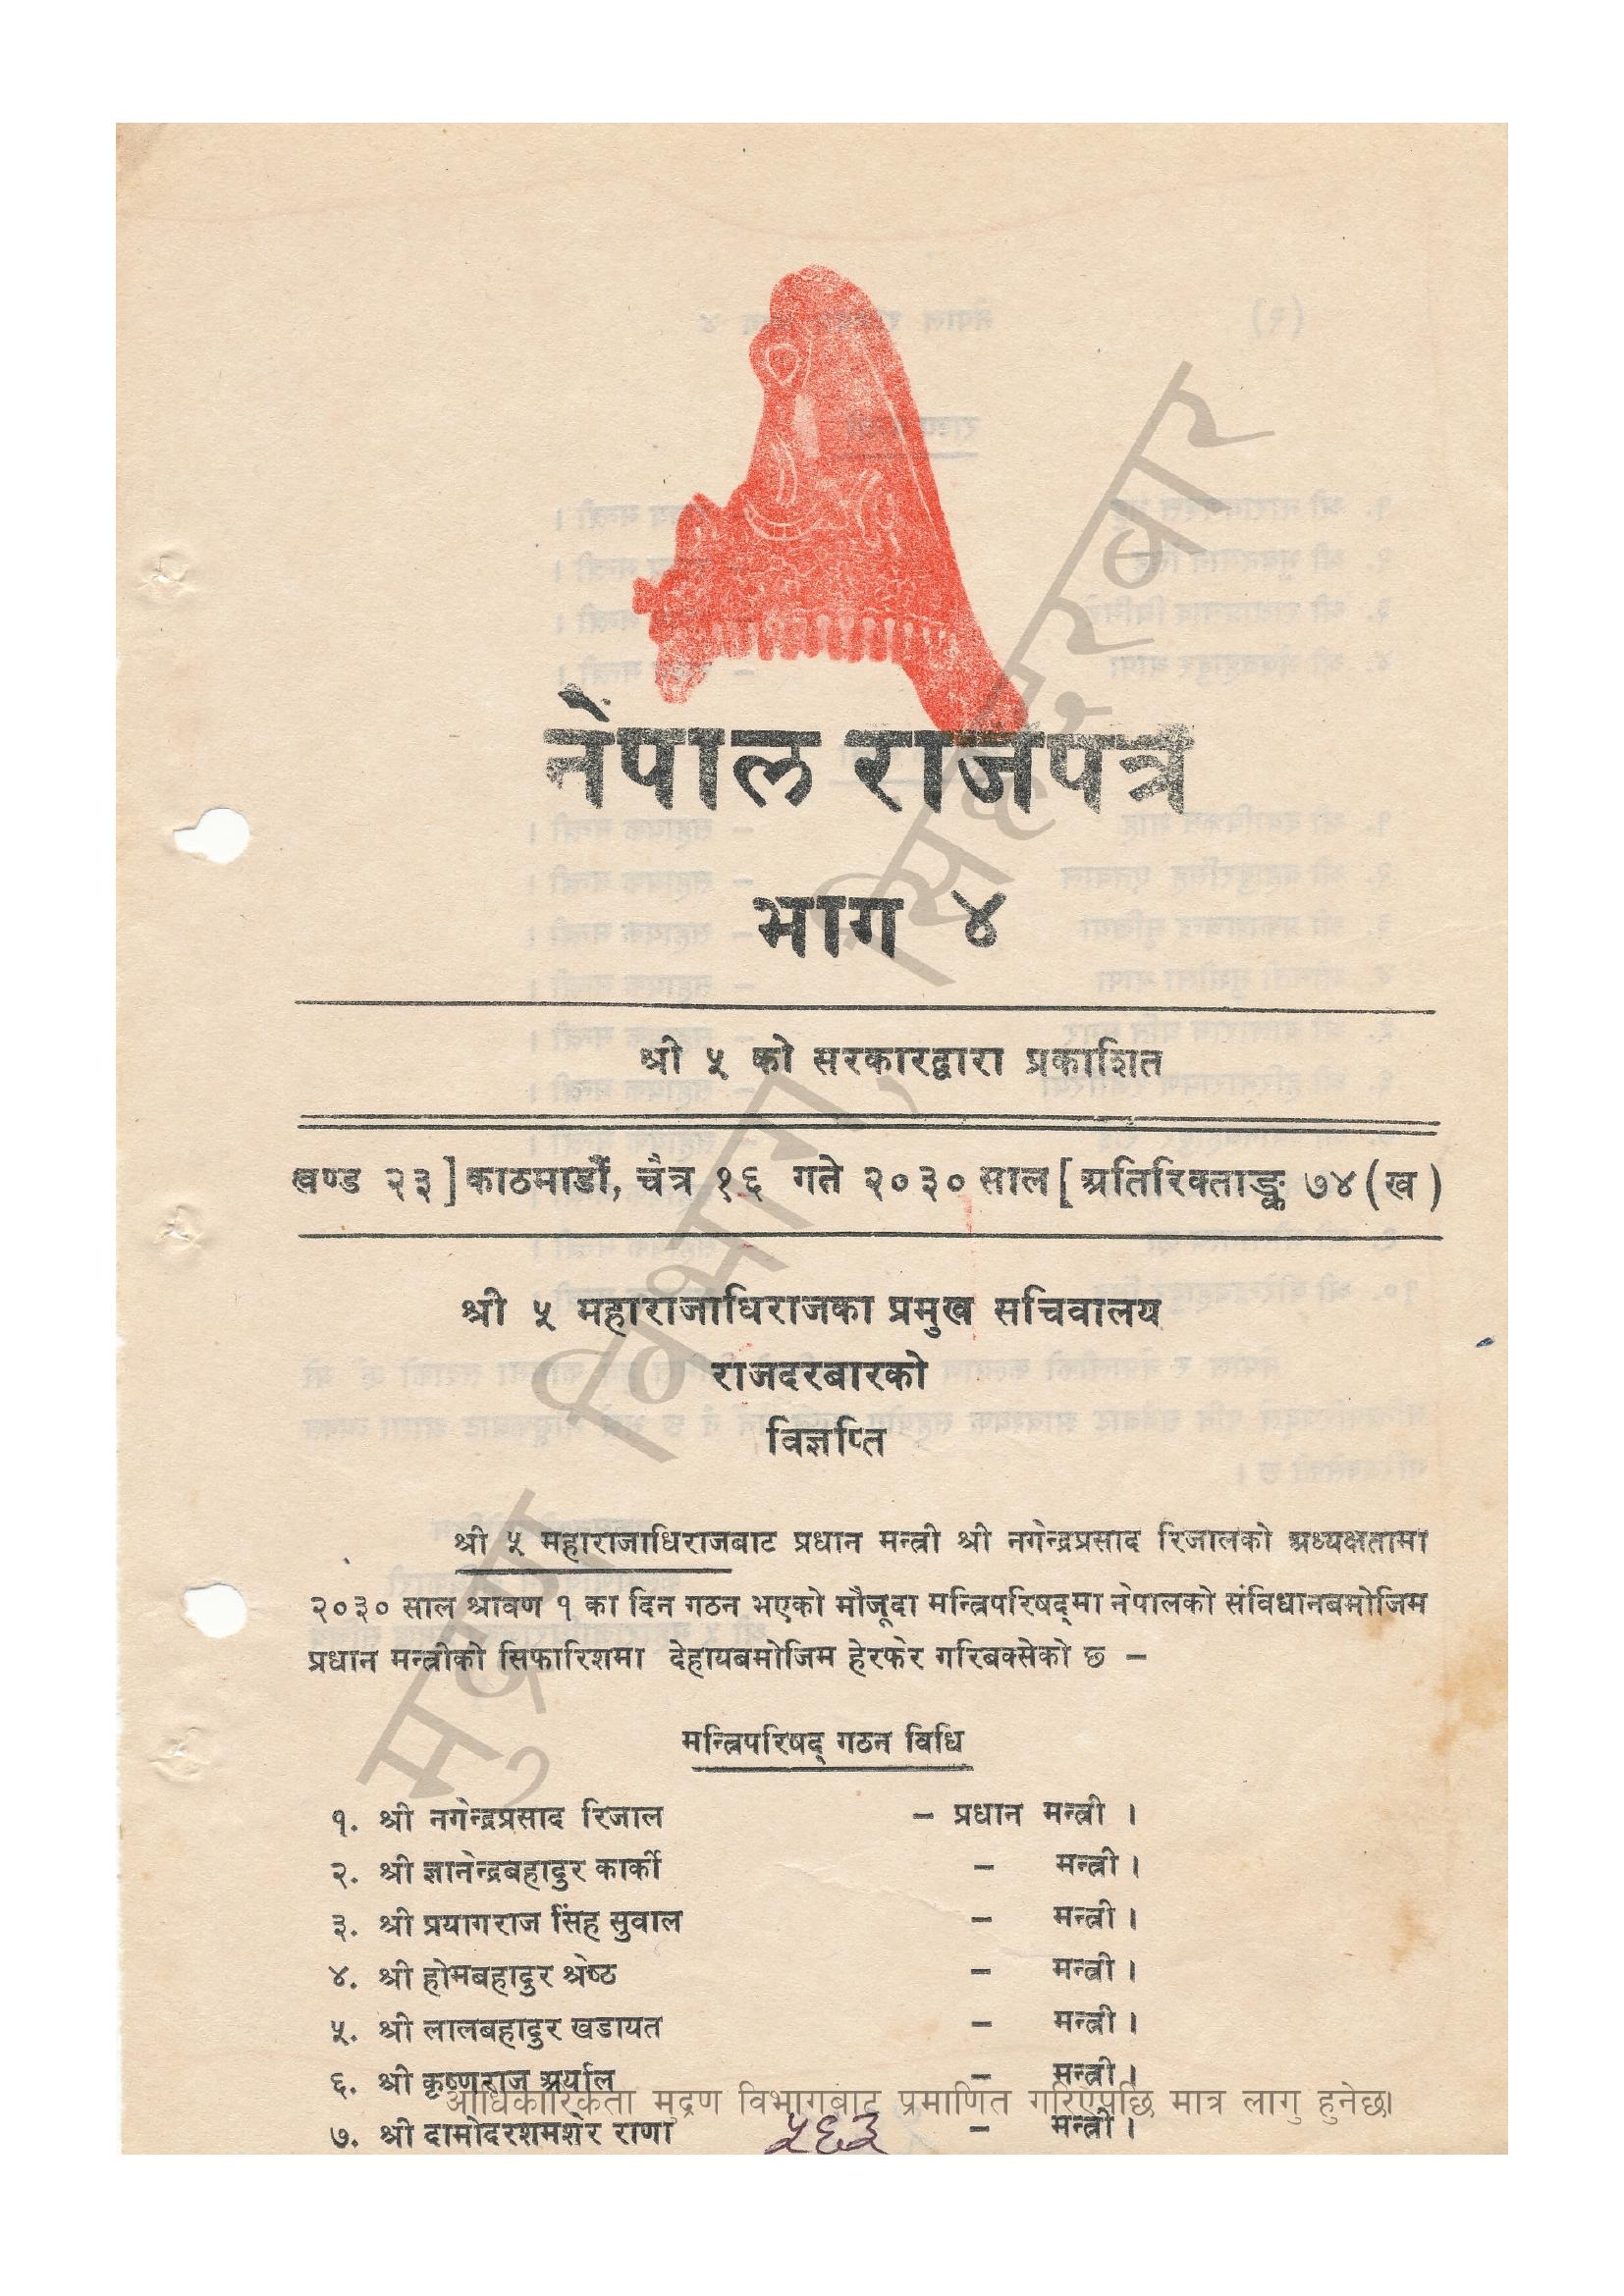 नेपाल राजपत्र
भाग ४
श्री ५ को सरकारद्वारा प्रकाशित
खण्ड २३] काठमाडौं, चैत्र १६ गते २०३० साल [अतिरिक्ताङ्क ७४(ख)
श्री ५ महाराजाधिराजका प्रमुख सचिवालय
राजदरबारको
विज्ञप्ति
श्री ५ महाराजाधिराजबाट प्रधान मन्त्री श्री नगेन्द्रप्रसाद रिजालको अध्यक्षतामा
२०३० साल श्रावण १ का दिन गठन भएको मौजूदा मन्त्रिपरिषद्मा नेपालको संविधानबमोजिम
प्रधान मन्त्रीको सिफारिशमा देहायबमोजिम हेरफेर गरिबक्सेको छ –
मन्त्रिपरिषद् गठन विधि
१. श्री नगेन्द्रप्रसाद रिजाल – प्रधान मन्त्री ।
२. श्री ज्ञानेन्द्रबहादुर कार्की – मन्त्री ।
३. श्री प्रयागराज सिंह सुवाल – मन्त्री ।
४. श्री होमबहादुर श्रेष्ठ – मन्त्री ।
५. श्री लालबहादुर खडायत – मन्त्री ।
६. श्री कृष्णराज अर्याल – मन्त्री ।
आधिकारिकता मुद्रण विभागबाट प्रमाणित गरिएपछि मात्र लागु हुनेछ।
७. श्री दामोदरशमशेर राणा – मन्त्री ।
५६३
मुद्रण विभाग, सिंहदरबार